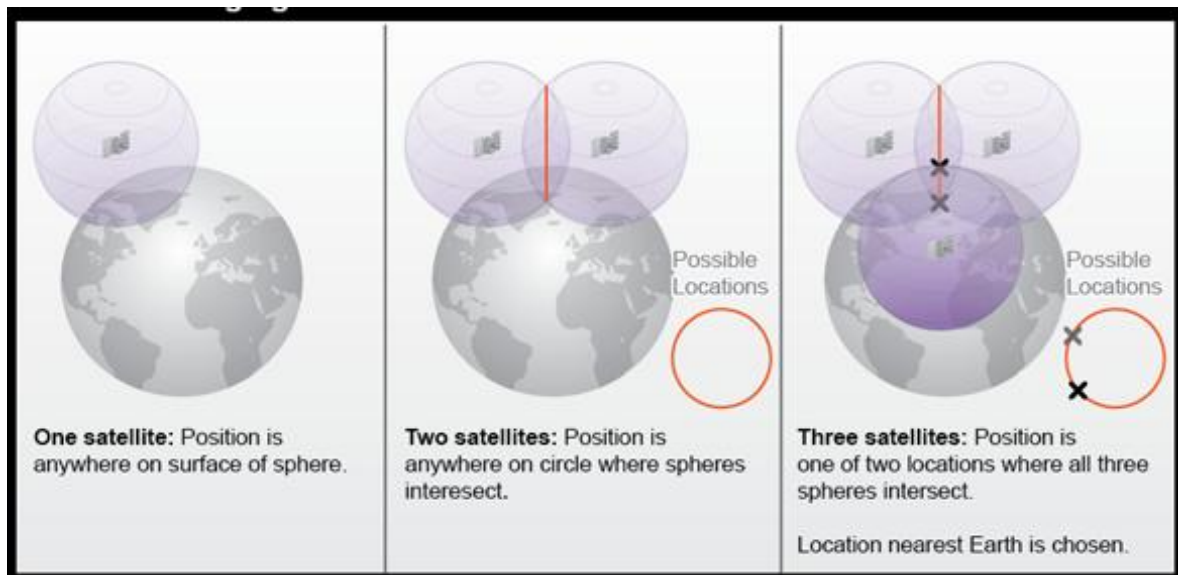 One satellite: Position is
anywhere on surface of sphere.
Possible
Locations
Two satellites: Position is
anywhere on circle where spheres
interesect.
Possible
Locations
Three satellites: Position is
one of two locations where all three
spheres intersect.
Location nearest Earth is chosen.